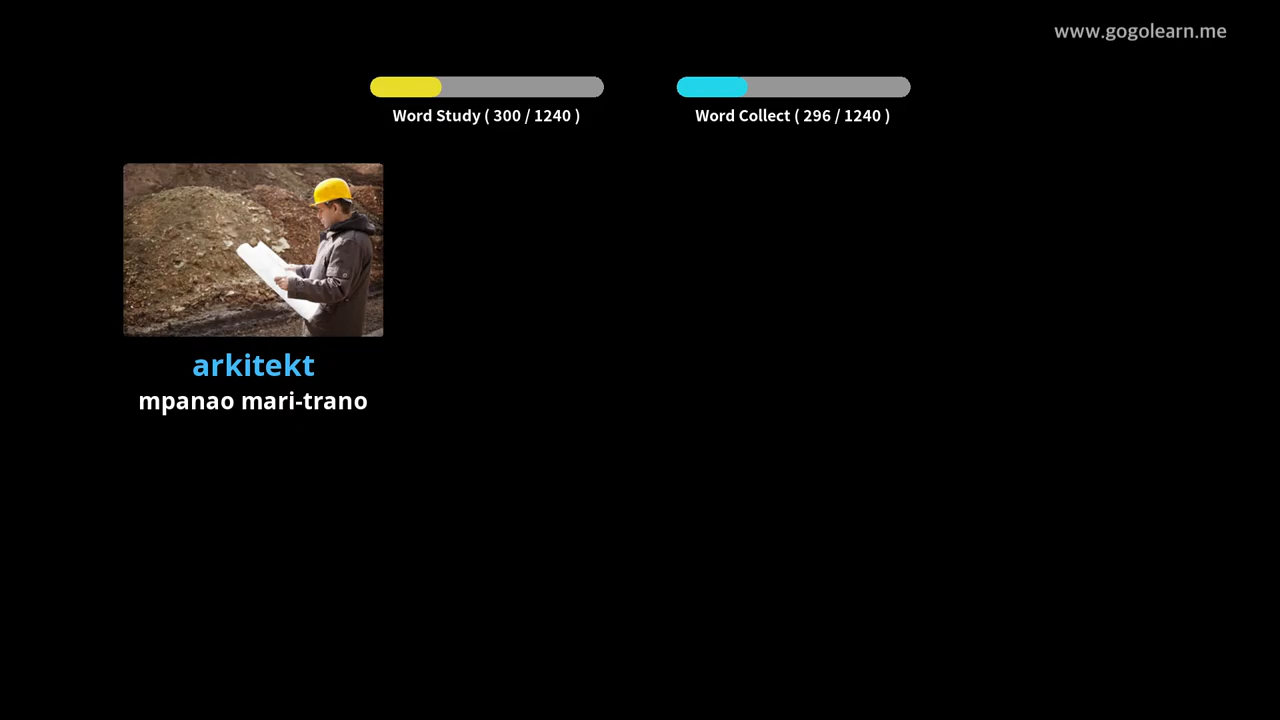 www.gogolearn.me
Word Study ( 300 / 1240 )
Word Collect ( 296 / 1240 )
arkitekt
mpanao mari-trano